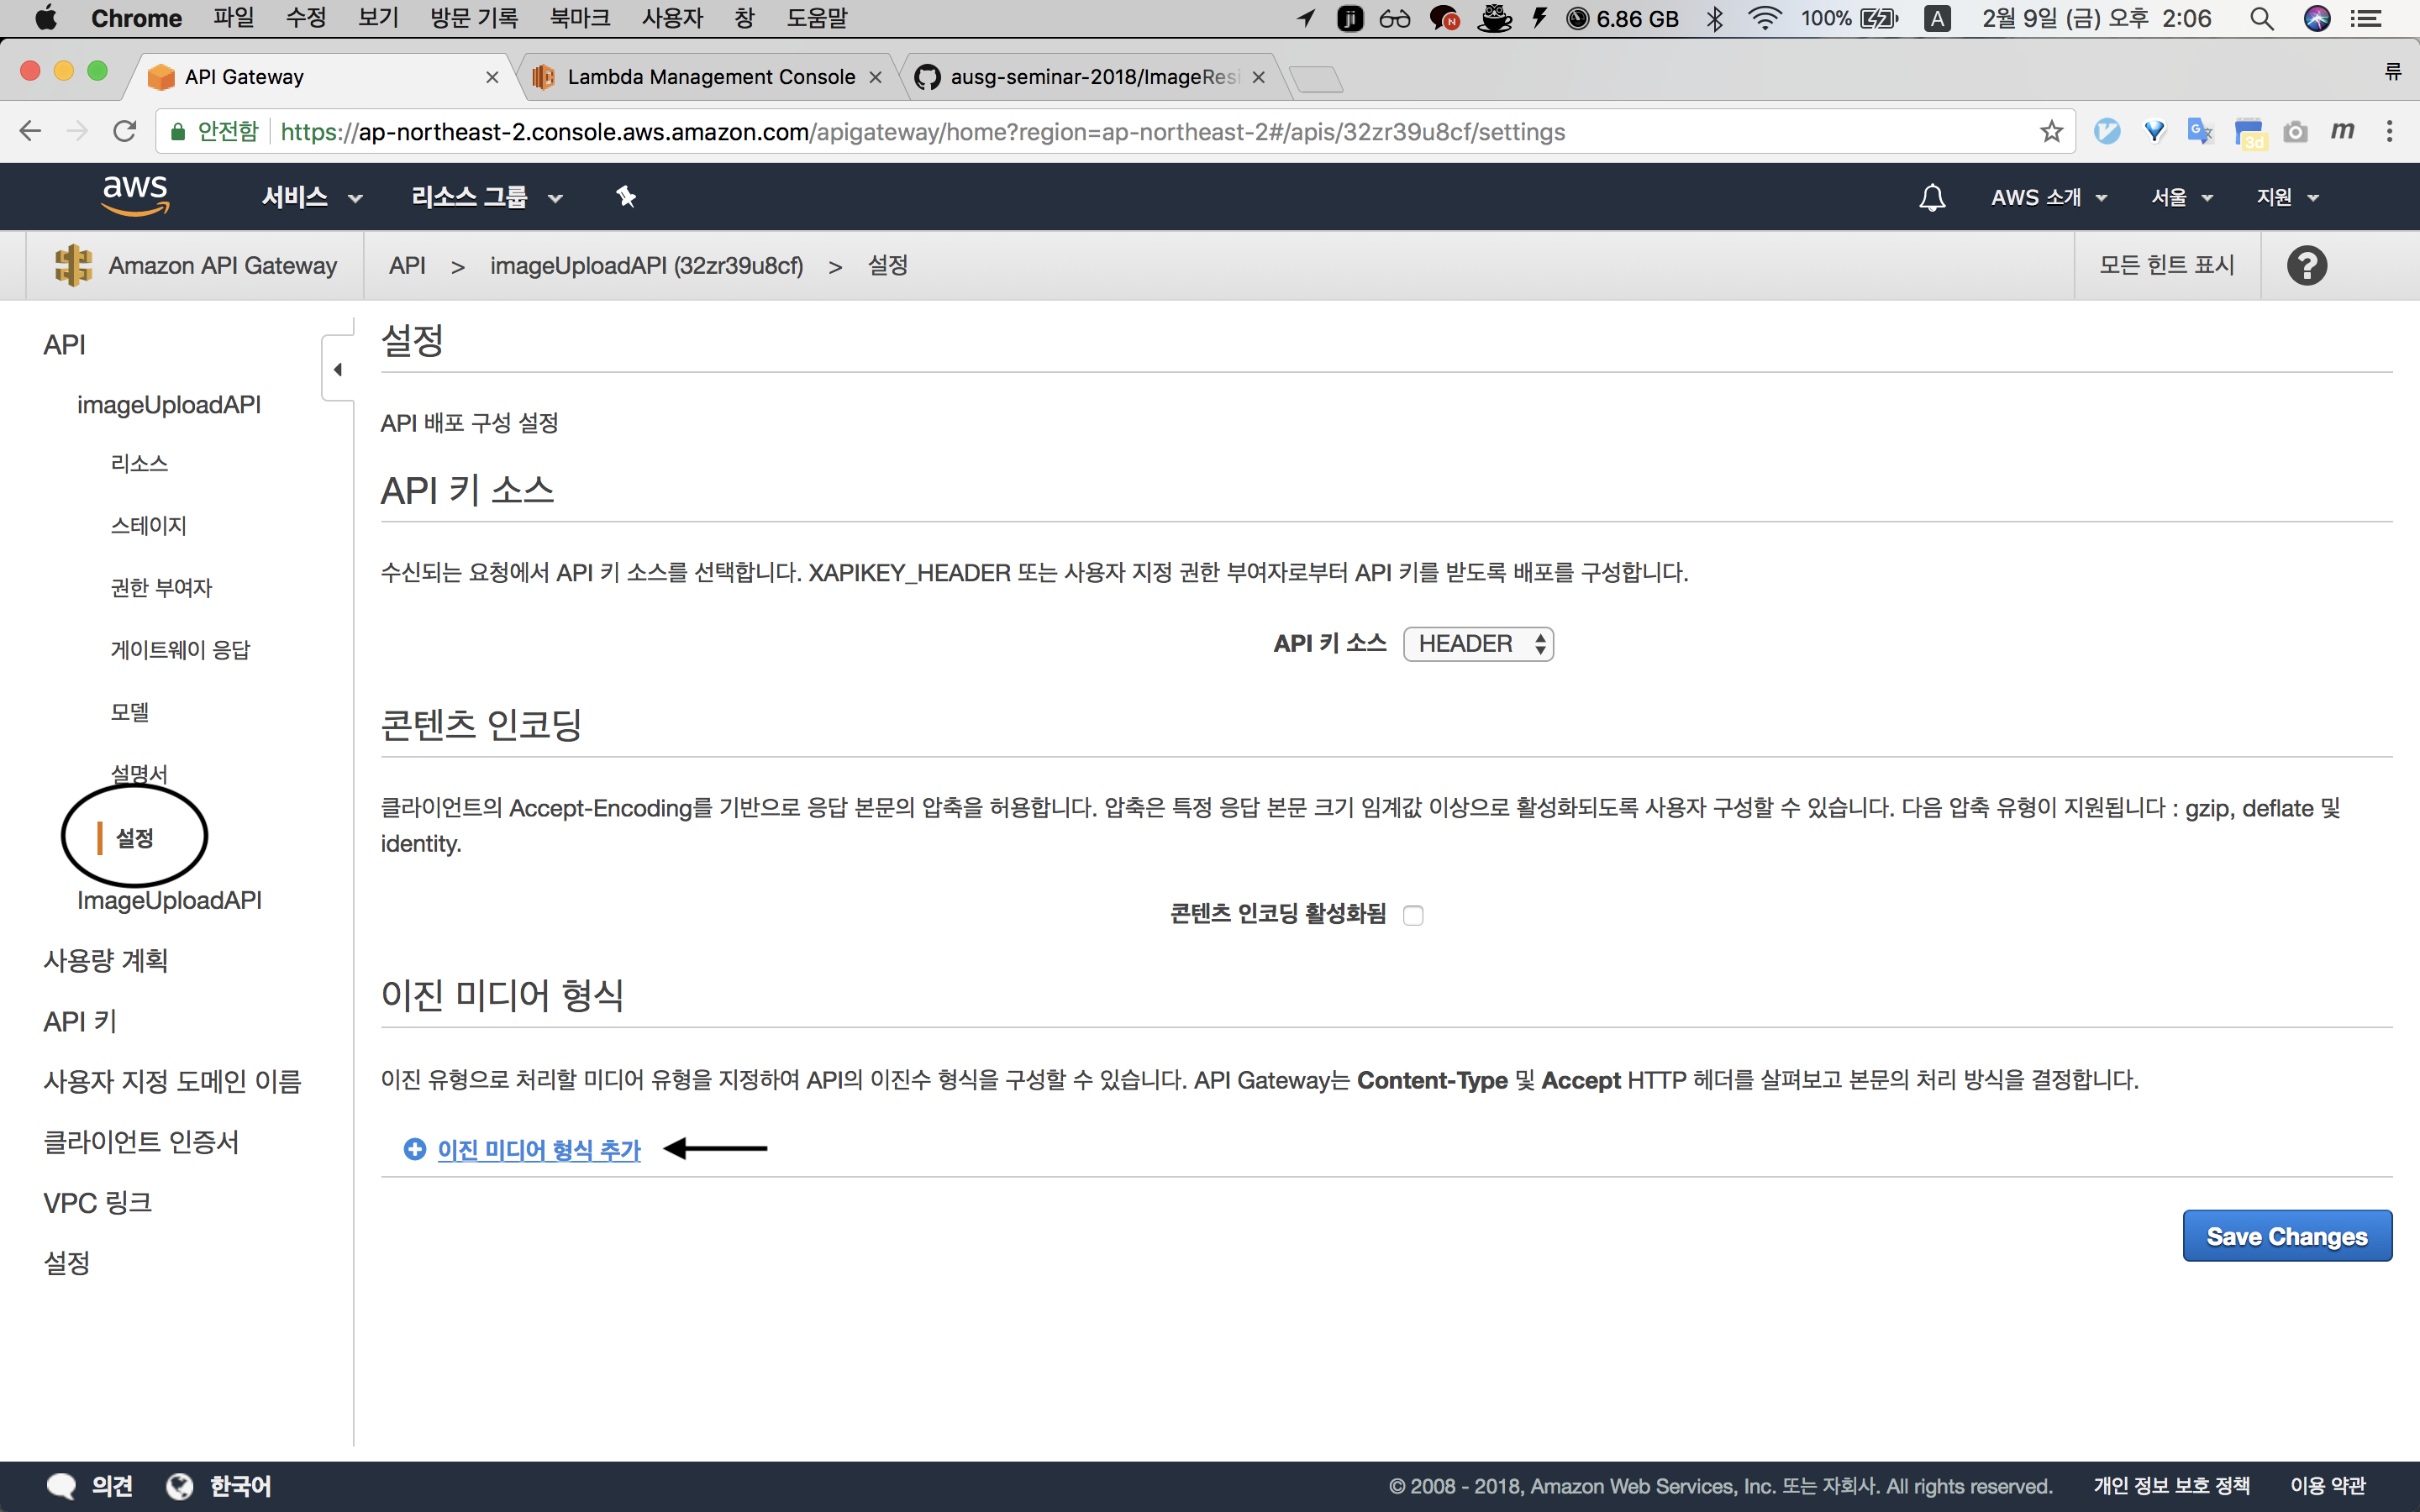 Chrome 파일 수정 보기 방문 기록 북마크 사용자 창 도움말 ji N 6.86 GB 100% A 2월 9일 (금) 오후 2:06
API Gateway Lambda Management Console ausg-seminar-2018/ImageResi 류
안전함 https://ap-northeast-2.console.aws.amazon.com/apigateway/home?region=ap-northeast-2#/apis/32zr39u8cf/settings 3d m
aws 서비스 리소스 그룹 AWS 소개 서울 지원
Amazon API Gateway API > imageUploadAPI (32zr39u8cf) > 설정 모든 힌트 표시 ?
API
imageUploadAPI
리소스
스테이지
권한 부여자
게이트웨이 응답
모델
설명서
설정
ImageUploadAPI
사용량 계획
API 키
사용자 지정 도메인 이름
클라이언트 인증서
VPC 링크
설정
설정
API 배포 구성 설정
API 키 소스
수신되는 요청에서 API 키 소스를 선택합니다. XAPIKEY_HEADER 또는 사용자 지정 권한 부여자로부터 API 키를 받도록 배포를 구성합니다.
API 키 소스 HEADER
콘텐츠 인코딩
클라이언트의 Accept-Encoding를 기반으로 응답 본문의 압축을 허용합니다. 압축은 특정 응답 본문 크기 임계값 이상으로 활성화되도록 사용자 구성할 수 있습니다. 다음 압축 유형이 지원됩니다 : gzip, deflate 및
identity.
콘텐츠 인코딩 활성화됨
이진 미디어 형식
이진 유형으로 처리할 미디어 유형을 지정하여 API의 이진수 형식을 구성할 수 있습니다. API Gateway는 Content-Type 및 Accept HTTP 헤더를 살펴보고 본문의 처리 방식을 결정합니다.
이진 미디어 형식 추가
Save Changes
의견 한국어 © 2008 - 2018, Amazon Web Services, Inc. 또는 자회사. All rights reserved. 개인 정보 보호 정책 이용 약관